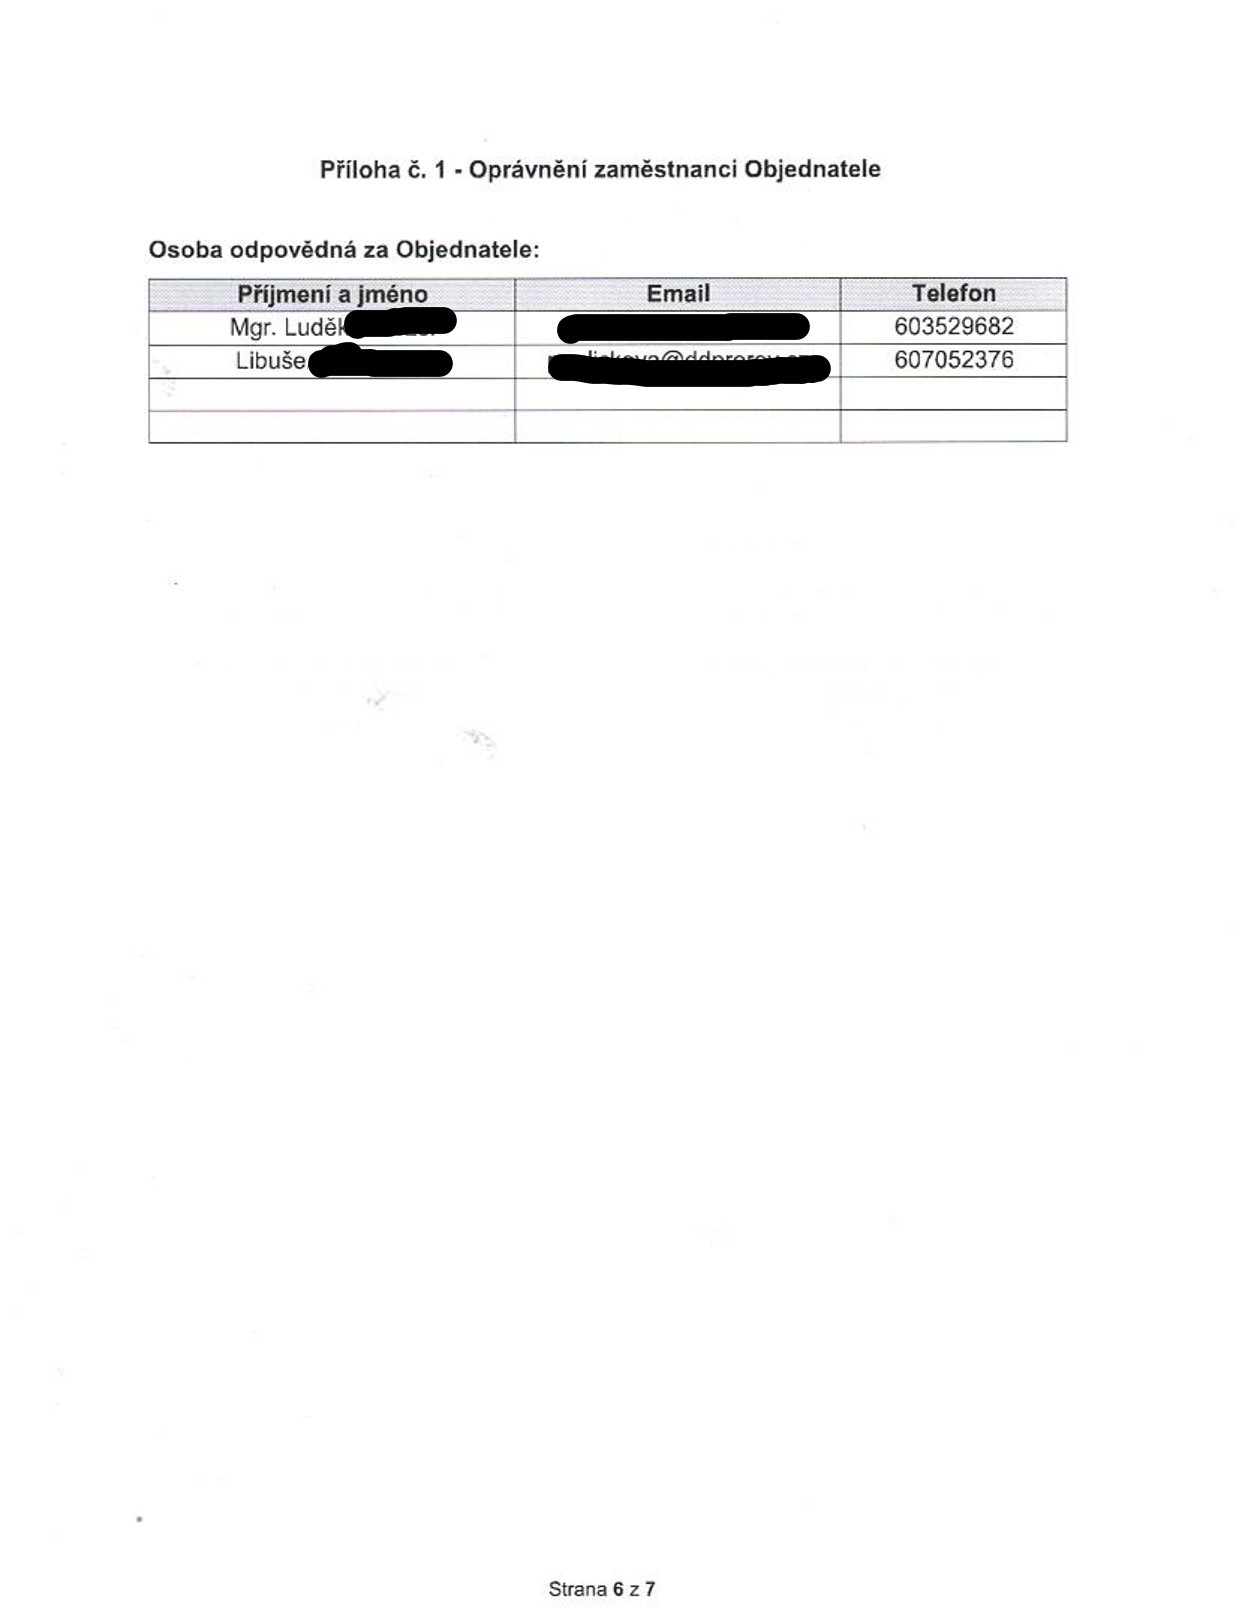 Příloha č. 1 - Oprávnění zaměstnanci Objednatele
Osoba odpovědná za Objednatele:
Příjmení a jméno Email Telefon
Mgr. Luděk 603529682
Libuše 607052376
Strana 6 z 7